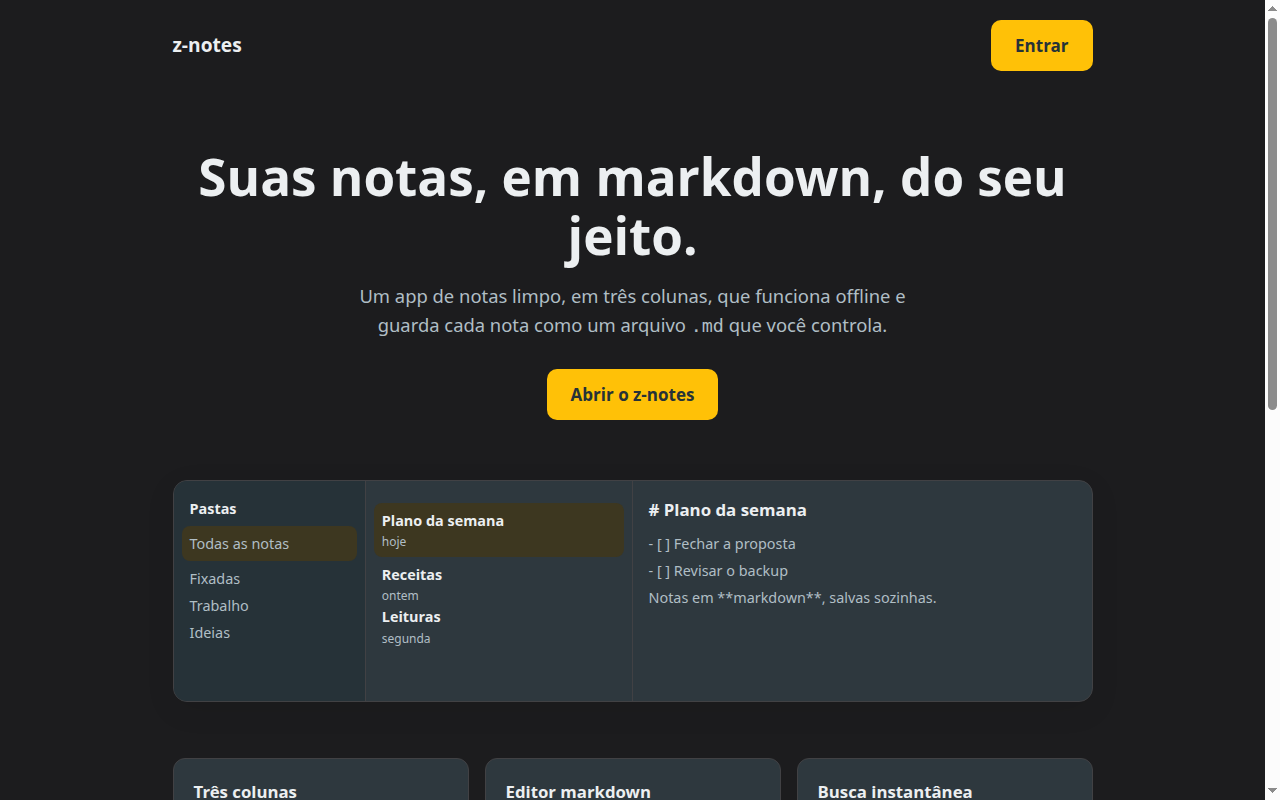 z-notes
Entrar
Suas notas, em markdown, do seu
jeito.
Um app de notas limpo, em três colunas, que funciona offline e
guarda cada nota como um arquivo .md que você controla.
Abrir o z-notes
Pastas
Todas as notas
Fixadas
Trabalho
Ideias
Plano da semana
hoje
Receitas
ontem
Leituras
segunda
# Plano da semana
- [ ] Fechar a proposta
- [ ] Revisar o backup
Notas em **markdown**, salvas sozinhas.
Três colunas
Editor markdown
Busca instantânea